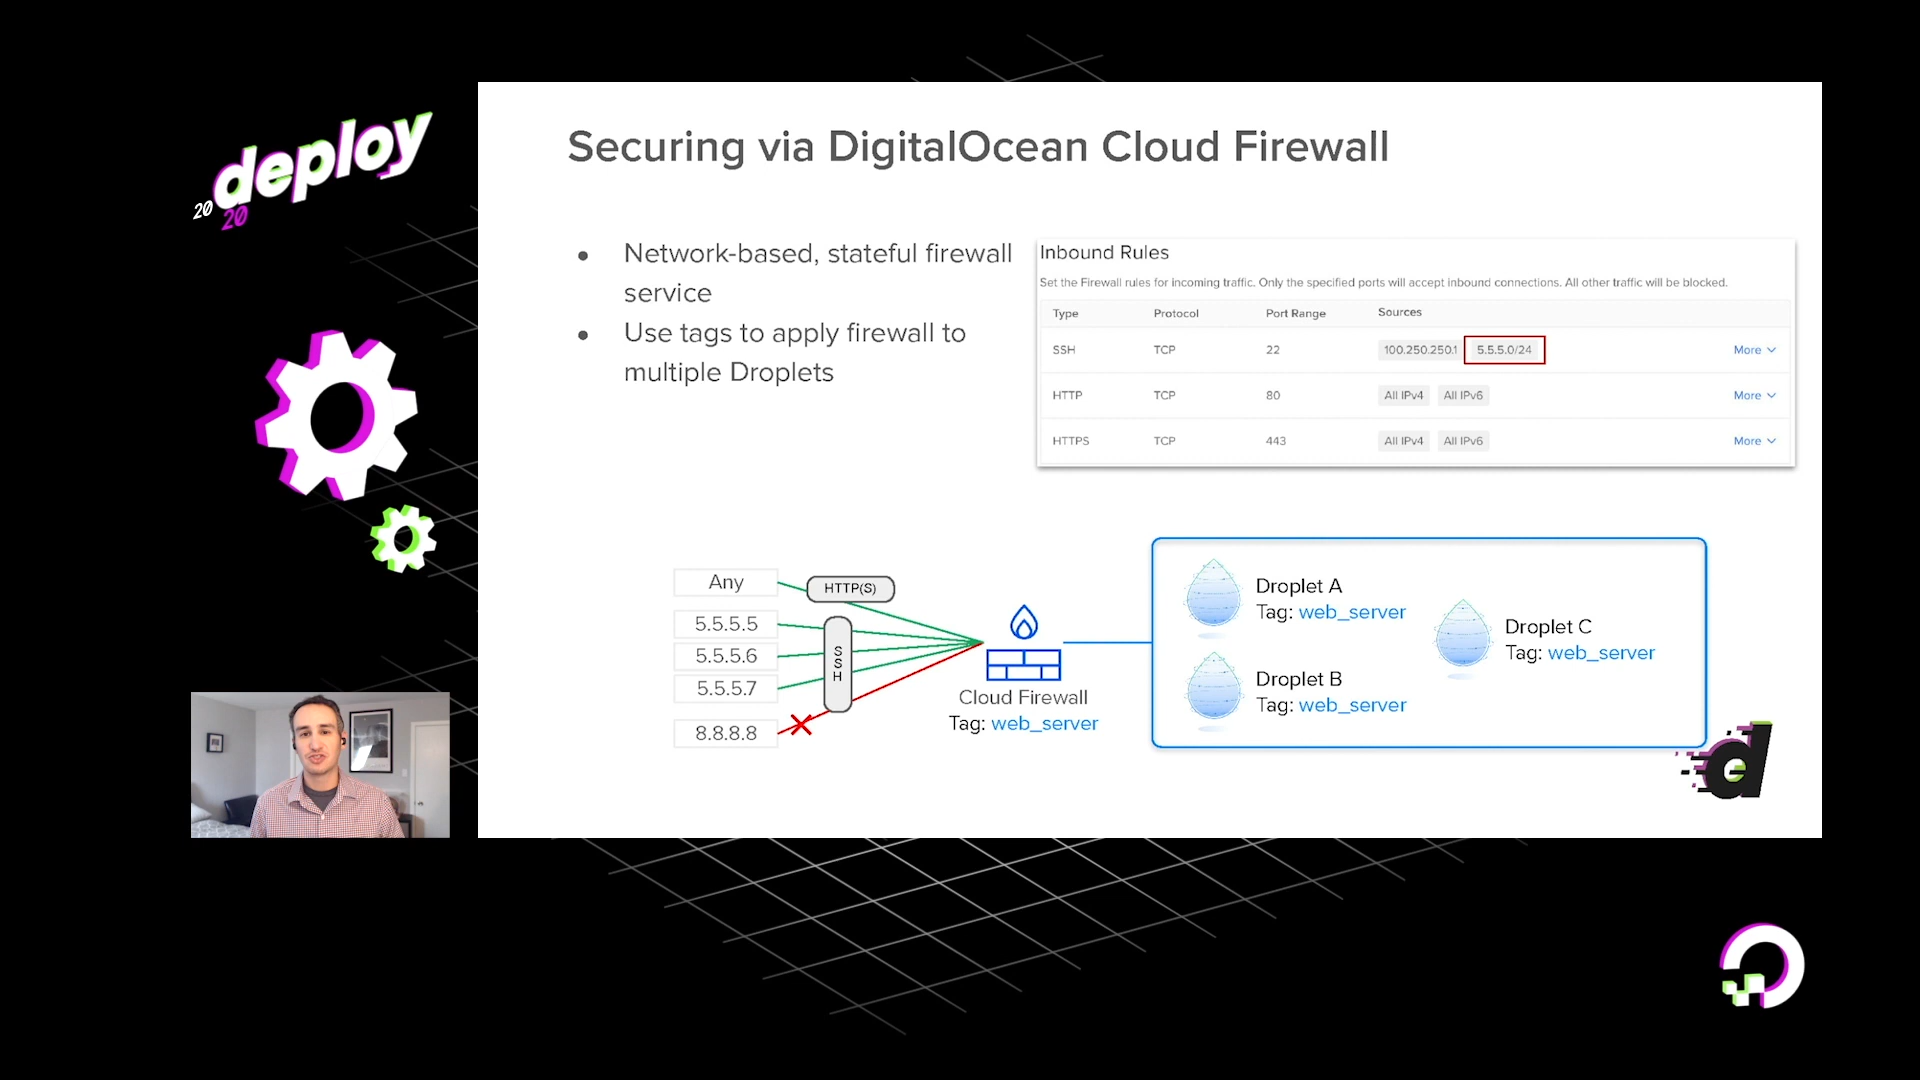 deploy
20
20
Securing via DigitalOcean Cloud Firewall
• Network-based, stateful firewall
service
• Use tags to apply firewall to
multiple Droplets
Inbound Rules
Set the Firewall rules for incoming traffic. Only the specified ports will accept inbound connections. All other traffic will be blocked.
Type Protocol Port Range Sources
SSH TCP 22 100.250.250.1 5.5.5.0/24 More
HTTP TCP 80 All IPv4 All IPv6 More
HTTPS TCP 443 All IPv4 All IPv6 More
Any
HTTP(S)
5.5.5.5
5.5.5.6
5.5.5.7
8.8.8.8
SSH
Cloud Firewall
Tag: web_server
Droplet A
Tag: web_server
Droplet B
Tag: web_server
Droplet C
Tag: web_server
d